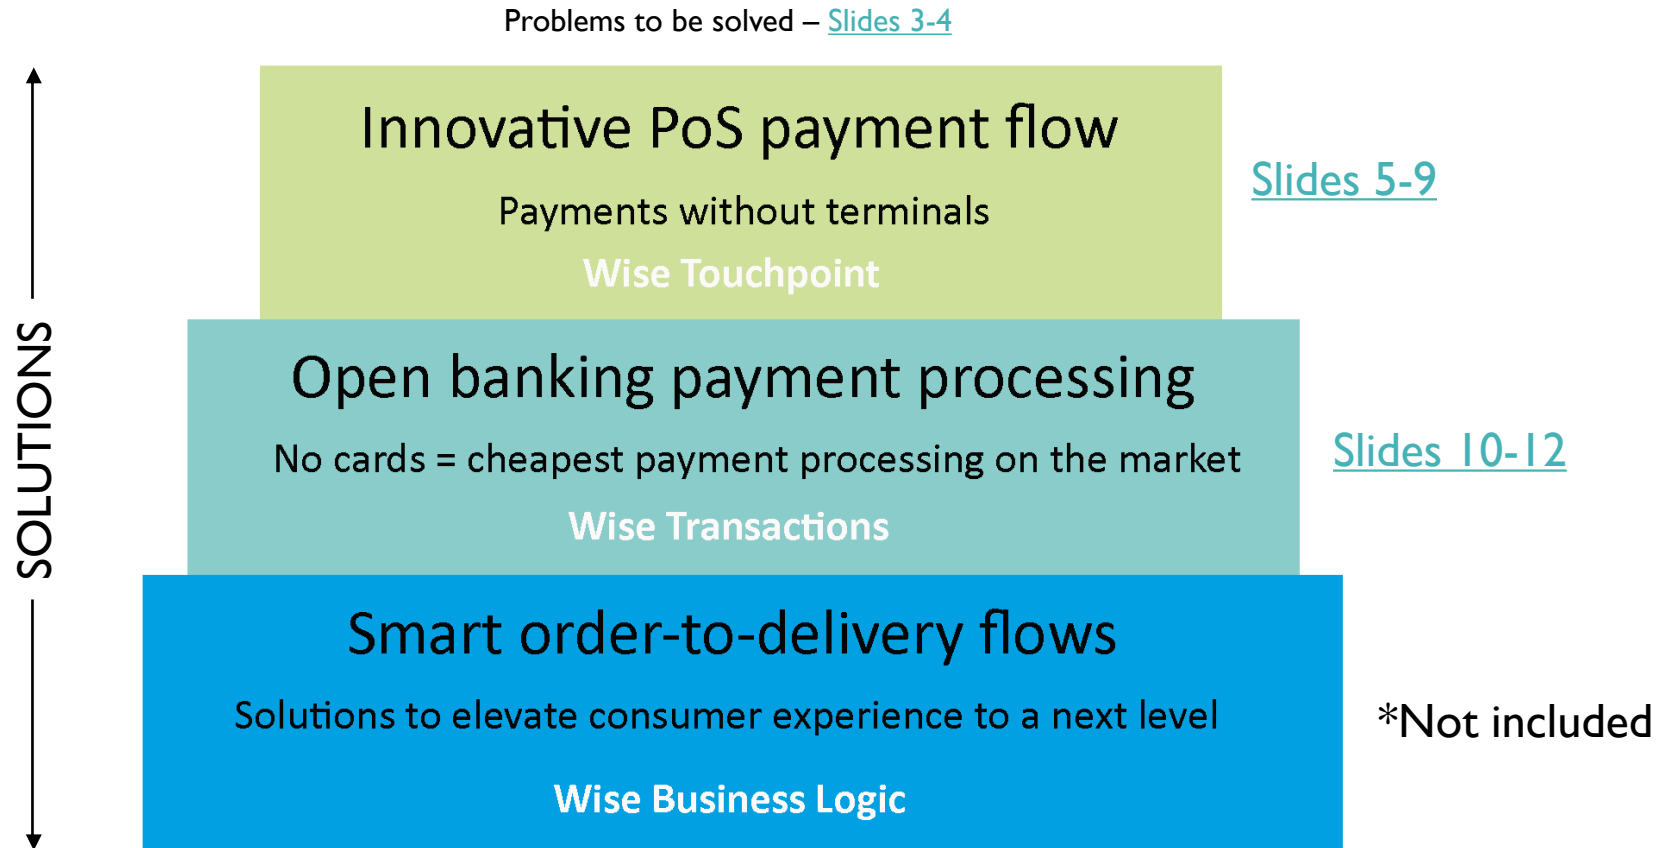 Problems to be solved – Slides 3-4
SOLUTIONS
Innovative PoS payment flow
Payments without terminals
Wise Touchpoint
Slides 5-9
Open banking payment processing
No cards = cheapest payment processing on the market
Wise Transactions
Slides 10-12
Smart order-to-delivery flows
Solutions to elevate consumer experience to a next level
Wise Business Logic
*Not included